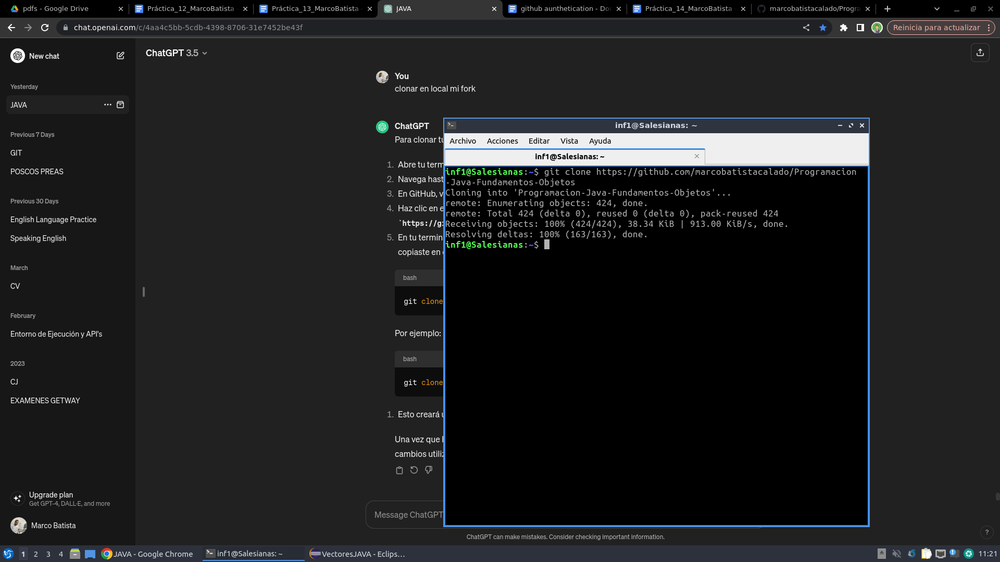 pdfs - Google Drive
Práctica_12_MarcoBatista
Práctica_13_MarcoBatista
JAVA
github aunthetication - Doc
Práctica_14_MarcoBatista
marcobatistacalado/Progra
chat.openai.com/c/4aa4c5bb-5cdb-4398-8706-31e7452be43f
Reinicia para actualizar
New chat
Yesterday
JAVA
Previous 7 Days
GIT
POSCOS PREAS
Previous 30 Days
English Language Practice
Speaking English
March
CV
February
Entorno de Ejecución y API's
2023
CJ
EXAMENES GETWAY
Upgrade plan
Get GPT-4, DALL·E, and more
Marco Batista
ChatGPT 3.5
You
clonar en local mi fork
ChatGPT
Para clonar tu
1. Abre tu term
2. Navega hast
3. En GitHub, v
4. Haz clic en e
`https://gi
5. En tu termin
copiaste en
bash
git clone
Por ejemplo:
bash
git clone
1. Esto creará u
Una vez que
cambios utiliz
Message ChatGPT
ChatGPT can make mistakes. Consider checking important information.
?
inf1@Salesianas: ~
Archivo Acciones Editar Vista Ayuda
inf1@Salesianas: ~
inf1@Salesianas:~$ git clone https://github.com/marcobatistacalado/Programacion
-Java-Fundamentos-Objetos
Cloning into 'Programacion-Java-Fundamentos-Objetos'...
remote: Enumerating objects: 424, done.
remote: Total 424 (delta 0), reused 0 (delta 0), pack-reused 424
Receiving objects: 100% (424/424), 38.34 KiB | 913.00 KiB/s, done.
Resolving deltas: 100% (163/163), done.
inf1@Salesianas:~$
1 2 3 4
JAVA - Google Chrome
inf1@Salesianas: ~
VectoresJAVA - Eclips...
11:21